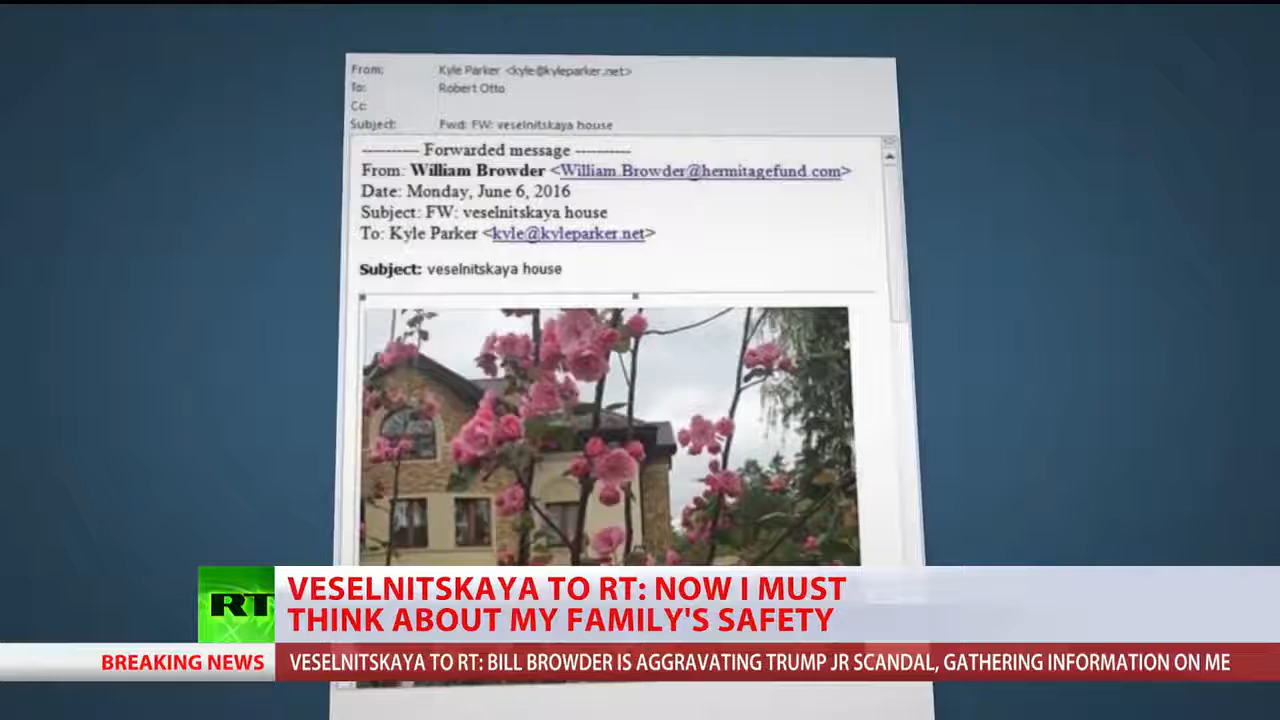 From: Kyle Parker <kyle@kyleparker.net>
To: Robert Otto
Cc:
Subject: Fwd: FW: veselnitskaya house
---------- Forwarded message ----------
From: William Browder <William.Browder@hermitagefund.com>
Date: Monday, June 6, 2016
Subject: FW: veselnitskaya house
To: Kyle Parker <kyle@kyleparker.net>
Subject: veselnitskaya house
RT
VESELNITSKAYA TO RT: NOW I MUST
THINK ABOUT MY FAMILY'S SAFETY
BREAKING NEWS VESELNITSKAYA TO RT: BILL BROWDER IS AGGRAVATING TRUMP JR SCANDAL, GATHERING INFORMATION ON ME